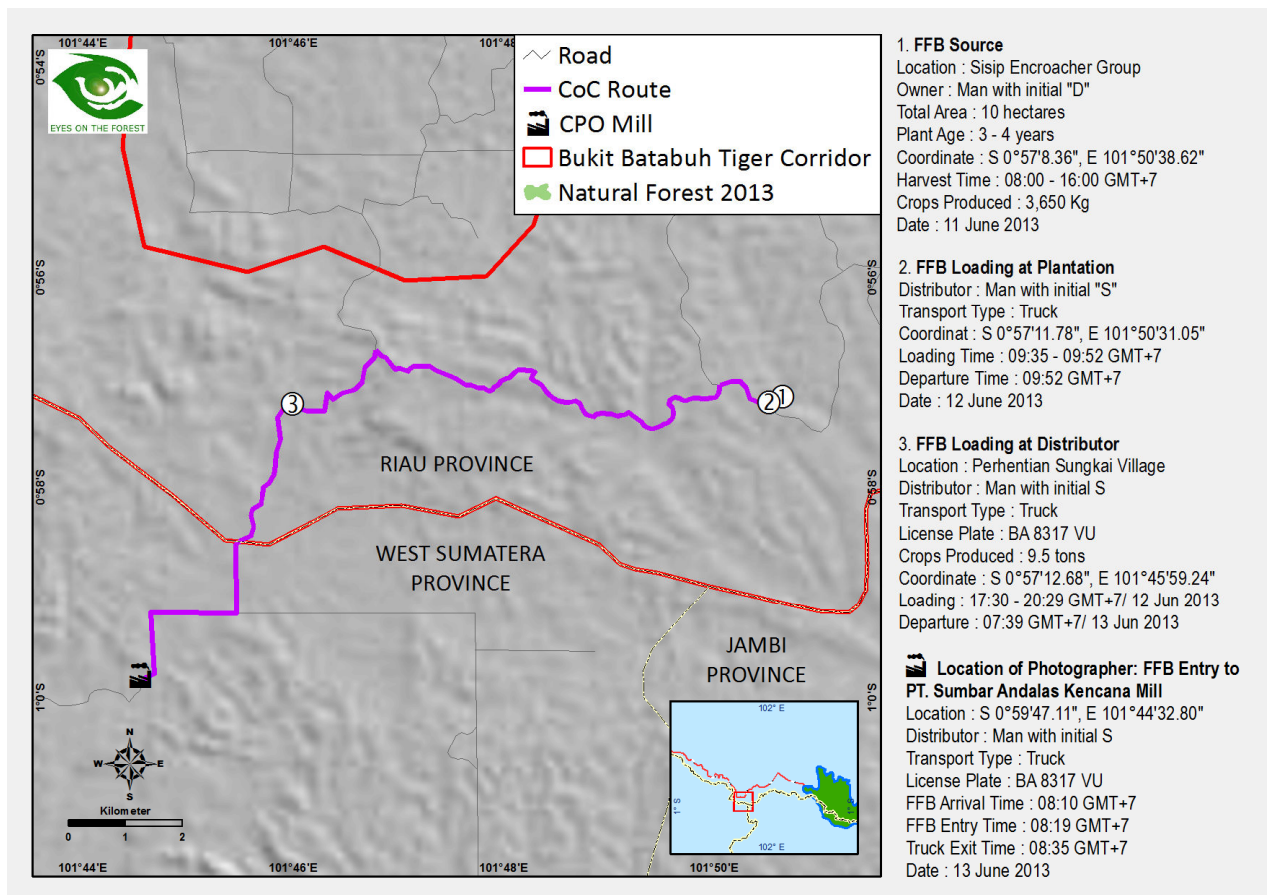 101°44'E
101°46'E
101°48
0°54'S
EYES ON THE FOREST
Road
CoC Route
CPO Mill
Bukit Batabuh Tiger Corridor
Natural Forest 2013
0°56'S
0°56'S
3
2
1
RIAU PROVINCE
0°58'S
0°58'S
WEST SUMATERA
PROVINCE
JAMBI
PROVINCE
1°0'S
1°0'S
N
W
E
S
Kilometer
0 1 2
102° E
1° S
1° S
102° E
101°44'E
101°46'E
101°48'E
101°50'E
1. FFB Source
Location : Sisip Encroacher Group
Owner : Man with initial "D"
Total Area : 10 hectares
Plant Age : 3 - 4 years
Coordinate : S 0°57'8.36", E 101°50'38.62"
Harvest Time : 08:00 - 16:00 GMT+7
Crops Produced : 3,650 Kg
Date : 11 June 2013
2. FFB Loading at Plantation
Distributor : Man with initial "S"
Transport Type : Truck
Coordinat : S 0°57'11.78", E 101°50'31.05"
Loading Time : 09:35 - 09:52 GMT+7
Departure Time : 09:52 GMT+7
Date : 12 June 2013
3. FFB Loading at Distributor
Location : Perhentian Sungkai Village
Distributor : Man with initial S
Transport Type : Truck
License Plate : BA 8317 VU
Crops Produced : 9.5 tons
Coordinate : S 0°57'12.68", E 101°45'59.24"
Loading : 17:30 - 20:29 GMT+7/ 12 Jun 2013
Departure : 07:39 GMT+7/ 13 Jun 2013
Location of Photographer: FFB Entry to
PT. Sumbar Andalas Kencana Mill
Location : S 0°59'47.11", E 101°44'32.80"
Distributor : Man with initial S
Transport Type : Truck
License Plate : BA 8317 VU
FFB Arrival Time : 08:10 GMT+7
FFB Entry Time : 08:19 GMT+7
Truck Exit Time : 08:35 GMT+7
Date : 13 June 2013